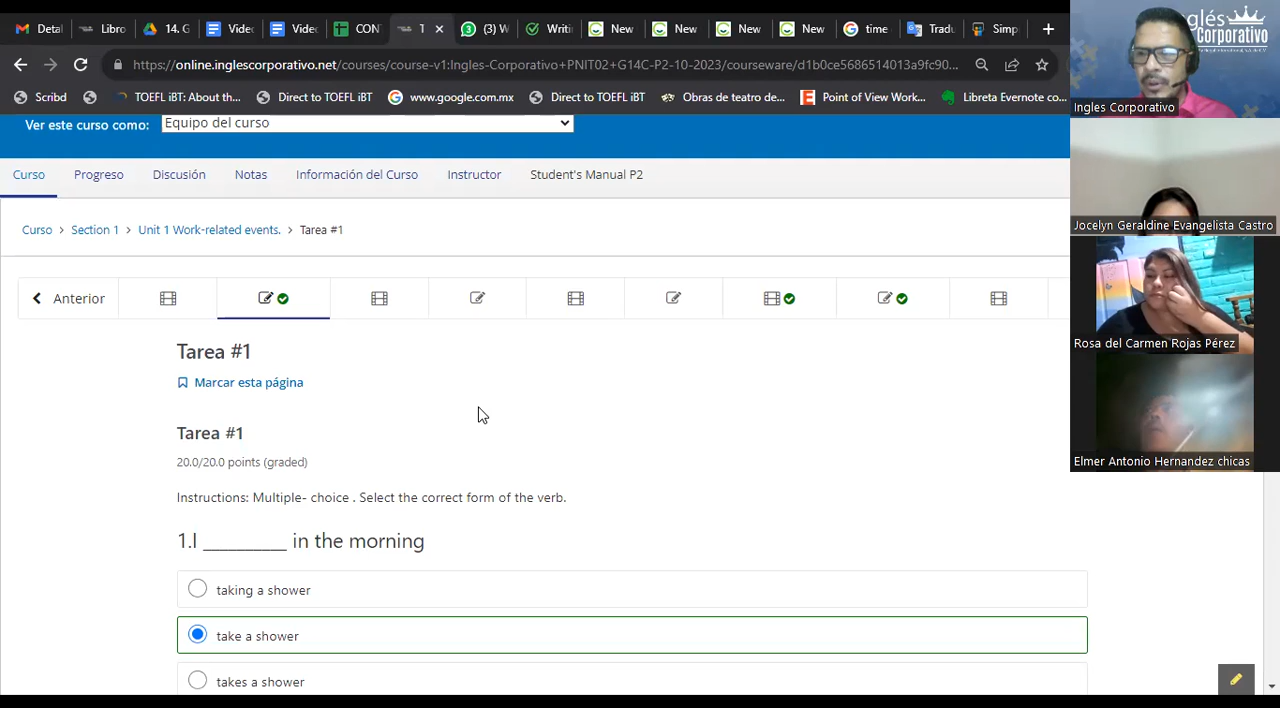 Detal
Libro
14. G
Videc
Videc
CON
1
(3) W
Writi
New
New
New
New
time
Tradu
Simp
https://online.inglescorporativo.net/courses/course-v1:Ingles-Corporativo+PNIT02+G14C-P2-10-2023/courseware/d1b0ce5686514013a9fc90...
Scribd
TOEFL iBT: About th...
Direct to TOEFL iBT
www.google.com.mx
Direct to TOEFL iBT
Obras de teatro de...
Point of View Work...
Libreta Evernote co...
Ver este curso como:
Equipo del curso
Curso
Progreso
Discusión
Notas
Información del Curso
Instructor
Student's Manual P2
Curso > Section 1 > Unit 1 Work-related events. > Tarea #1
Anterior
Tarea #1
Marcar esta página
Tarea #1
20.0/20.0 points (graded)
Instructions: Multiple- choice . Select the correct form of the verb.
1.I __________ in the morning
taking a shower
take a shower
takes a shower
Ingles Corporativo
Jocelyn Geraldine Evangelista Castro
Rosa del Carmen Rojas Pérez
Elmer Antonio Hernandez chicas